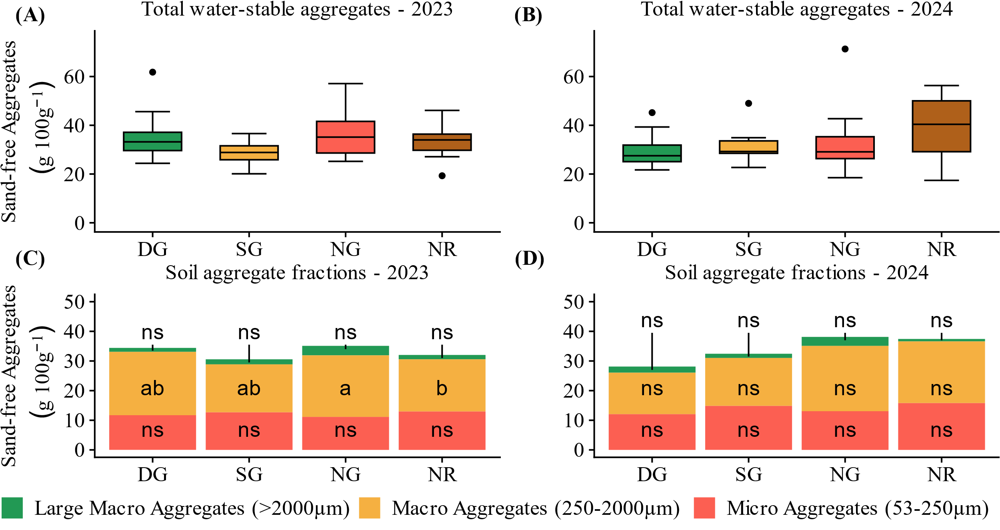 (A)
Total water-stable aggregates - 2023
Sand-free Aggregates
(g 100g⁻¹)
60
40
20
0
DG SG NG NR
(B)
Total water-stable aggregates - 2024
60
40
20
0
DG SG NG NR
(C)
Soil aggregate fractions - 2023
Sand-free Aggregates
(g 100g⁻¹)
50
40
30
20
10
0
ns ns ns ns
ab ab a b
ns ns ns ns
DG SG NG NR
(D)
Soil aggregate fractions - 2024
50
40
30
20
10
0
ns ns ns ns
ns ns ns ns
ns ns ns ns
DG SG NG NR
Large Macro Aggregates (>2000µm) Macro Aggregates (250-2000µm) Micro Aggregates (53-250µm)